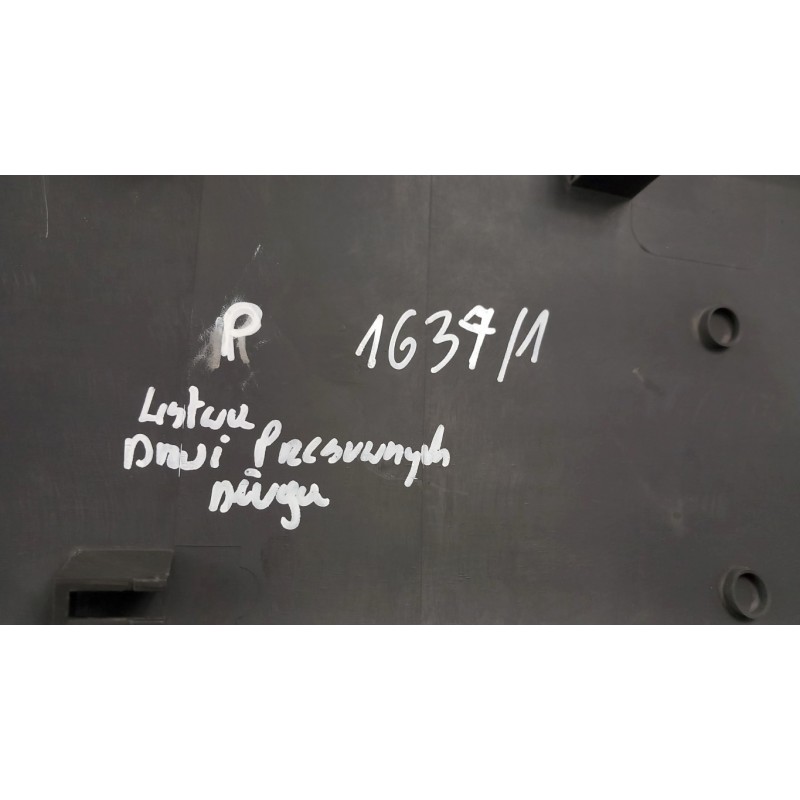 R 1637/1
Listwa
Drzwi Przesuwnych
Długa